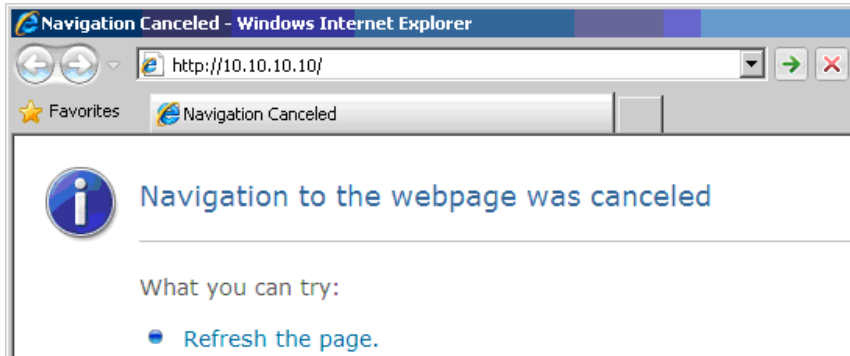 Navigation Canceled - Windows Internet Explorer
http://10.10.10.10/
Favorites
Navigation Canceled
Navigation to the webpage was canceled
What you can try:
Refresh the page.